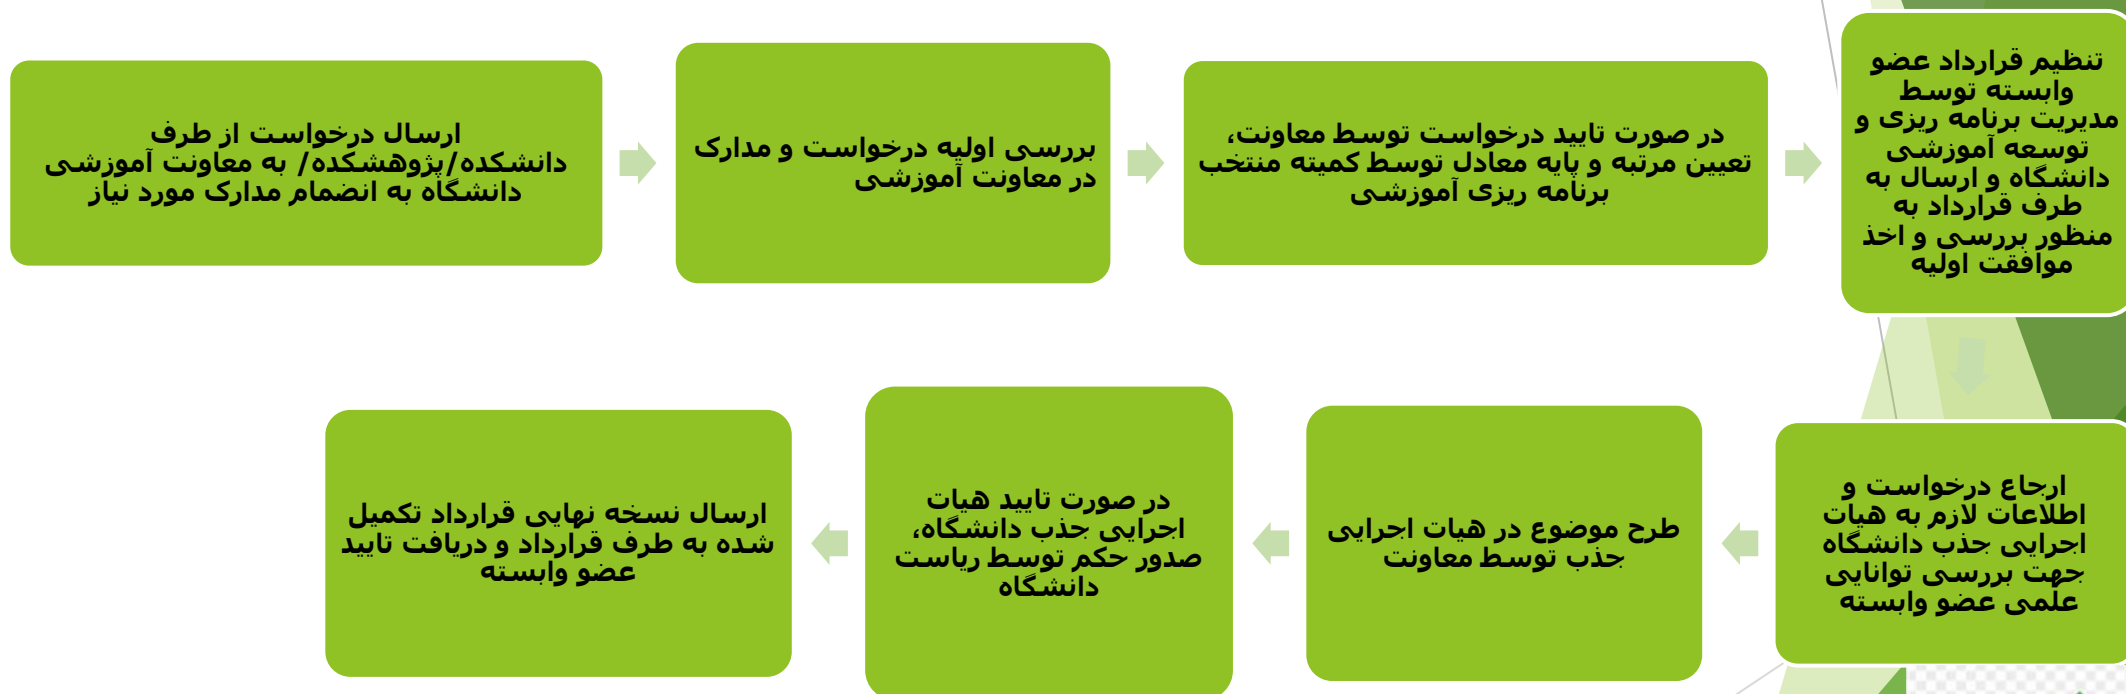 ارسال درخواست از طرف
دانشکده/پژوهشکده/ به معاونت آموزشی
دانشگاه به انضمام مدارک مورد نیاز
بررسی اولیه درخواست و مدارک
در معاونت آموزشی
در صورت تایید درخواست توسط معاونت،
تعیین مرتبه و پایه معادل توسط کمیته منتخب
برنامه ریزی آموزشی
تنظیم قرارداد عضو
وابسته توسط
مدیریت برنامه ریزی و
توسعه آموزشی
دانشگاه و ارسال به
طرف قرارداد به
منظور بررسی و اخذ
موافقت اولیه
ارجاع درخواست و
اطلاعات لازم به هیات
اجرایی جذب دانشگاه
جهت بررسی توانایی
علمی عضو وابسته
طرح موضوع در هیات اجرایی
جذب توسط معاونت
در صورت تایید هیات
اجرایی جذب دانشگاه،
صدور حکم توسط ریاست
دانشگاه
ارسال نسخه نهایی قرارداد تکمیل
شده به طرف قرارداد و دریافت تایید
عضو وابسته